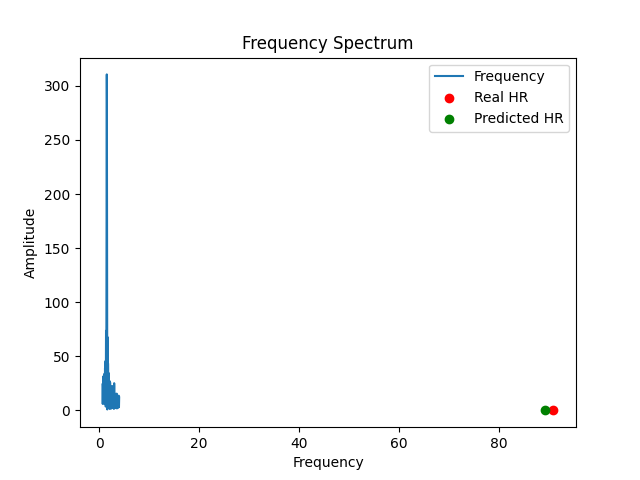 Frequency Spectrum
Frequency
Real HR
Predicted HR
300
250
200
150
100
50
0
Amplitude
0 20 40 60 80
Frequency